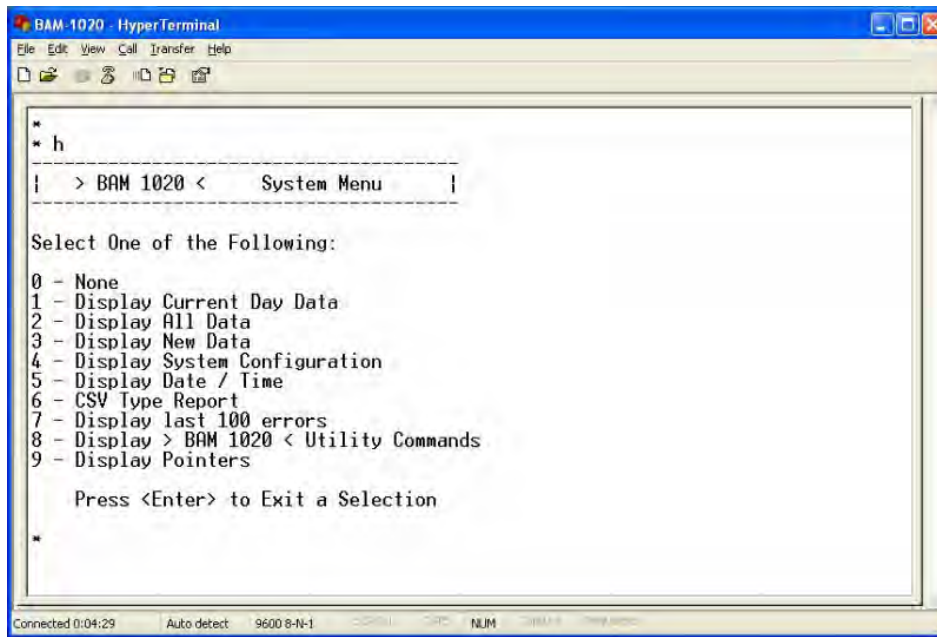 BAM-1020 - HyperTerminal
File Edit View Call Transfer Help
*
* h
----------------------------------------
|   > BAM 1020 <     System Menu      |
----------------------------------------
Select One of the Following:
0 - None
1 - Display Current Day Data
2 - Display All Data
3 - Display New Data
4 - Display System Configuration
5 - Display Date / Time
6 - CSV Type Report
7 - Display last 100 errors
8 - Display > BAM 1020 < Utility Commands
9 - Display Pointers
Press <Enter> to Exit a Selection
*
Connected 0:04:29 Auto detect 9600 8-N-1 NUM